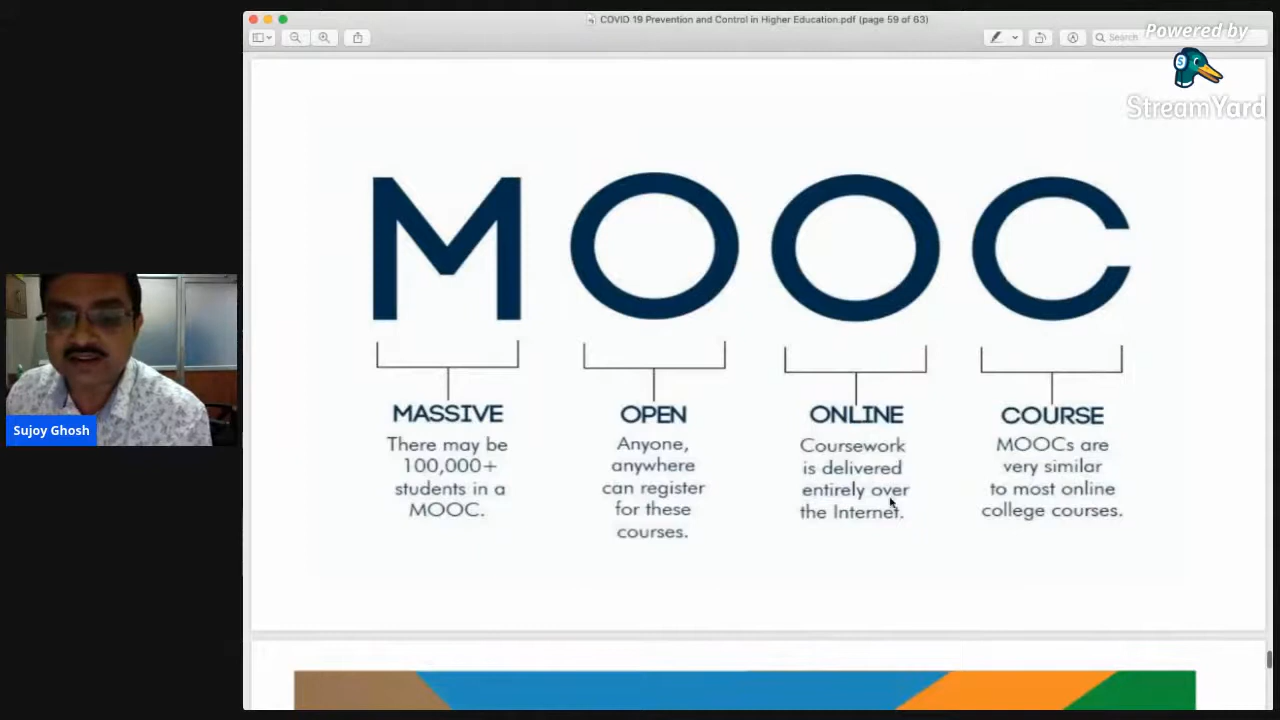 COVID 19 Prevention and Control in Higher Education.pdf (page 59 of 63)
Search
Powered by
StreamYard
MOOC
MASSIVE
There may be
100,000+
students in a
MOOC.
OPEN
Anyone,
anywhere
can register
for these
courses.
ONLINE
Coursework
is delivered
entirely over
the Internet.
COURSE
MOOCs are
very similar
to most online
college courses.
Sujoy Ghosh